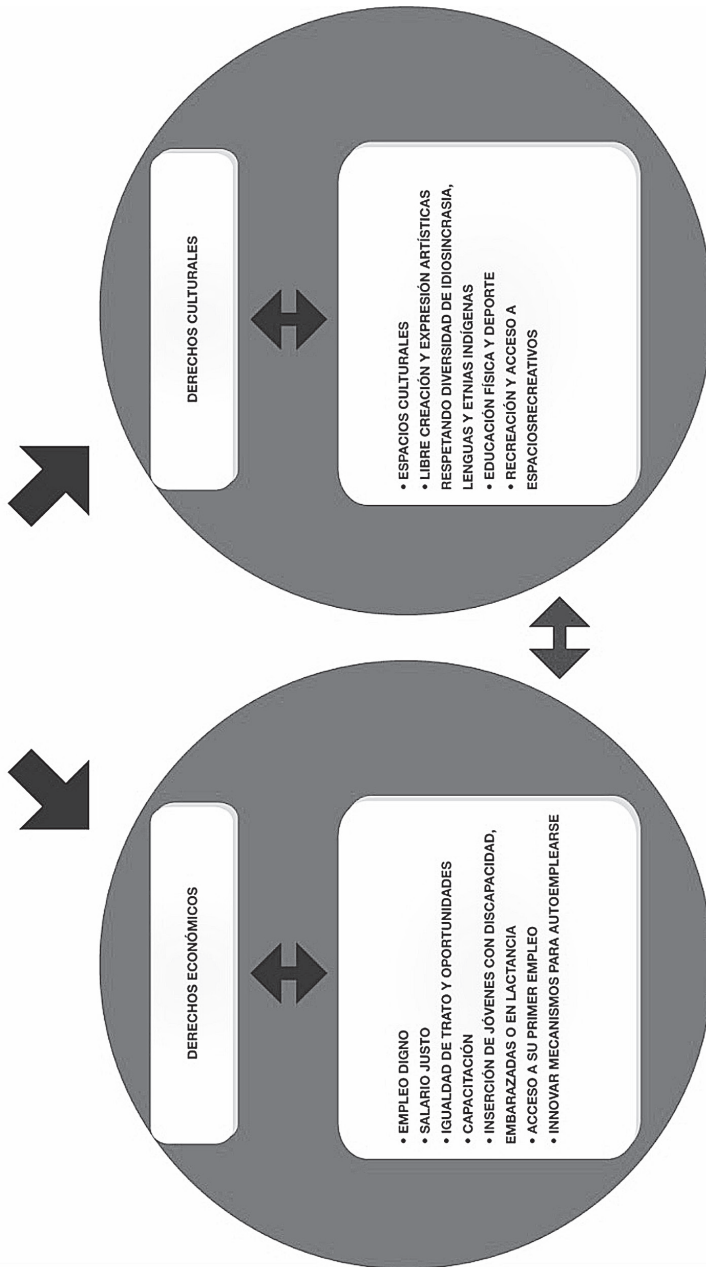 DERECHOS ECONÓMICOS
• EMPLEO DIGNO
• SALARIO JUSTO
• IGUALDAD DE TRATO Y OPORTUNIDADES
• CAPACITACIÓN
• INSERCIÓN DE JÓVENES CON DISCAPACIDAD,
EMBARAZADAS O EN LACTANCIA
• ACCESO A SU PRIMER EMPLEO
• INNOVAR MECANISMOS PARA AUTOEMPLEARSE
DERECHOS CULTURALES
• ESPACIOS CULTURALES
• LIBRE CREACIÓN Y EXPRESIÓN ARTÍSTICAS
RESPETANDO DIVERSIDAD DE IDIOSINCRASIA,
LENGUAS Y ETNIAS INDÍGENAS
• EDUCACIÓN FÍSICA Y DEPORTE
• RECREACIÓN Y ACCESO A
ESPACIOSRECREATIVOS